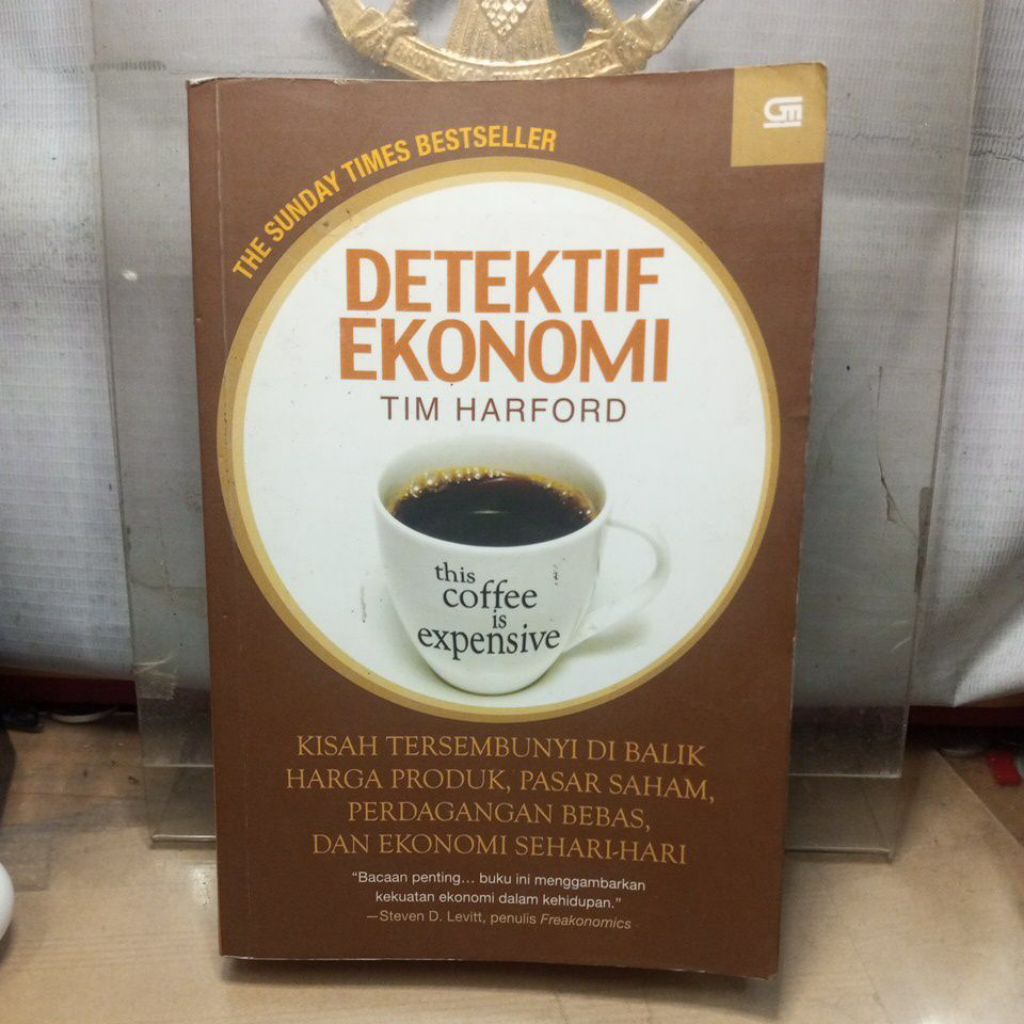 THE SUNDAY TIMES BESTSELLER
GM
DETEKTIF
EKONOMI
TIM HARFORD
this
coffee
is
expensive
KISAH TERSEMBUNYI DI BALIK
HARGA PRODUK, PASAR SAHAM,
PERDAGANGAN BEBAS,
DAN EKONOMI SEHARI-HARI
“Bacaan penting... buku ini menggambarkan
kekuatan ekonomi dalam kehidupan.”
—Steven D. Levitt, penulis Freakonomics